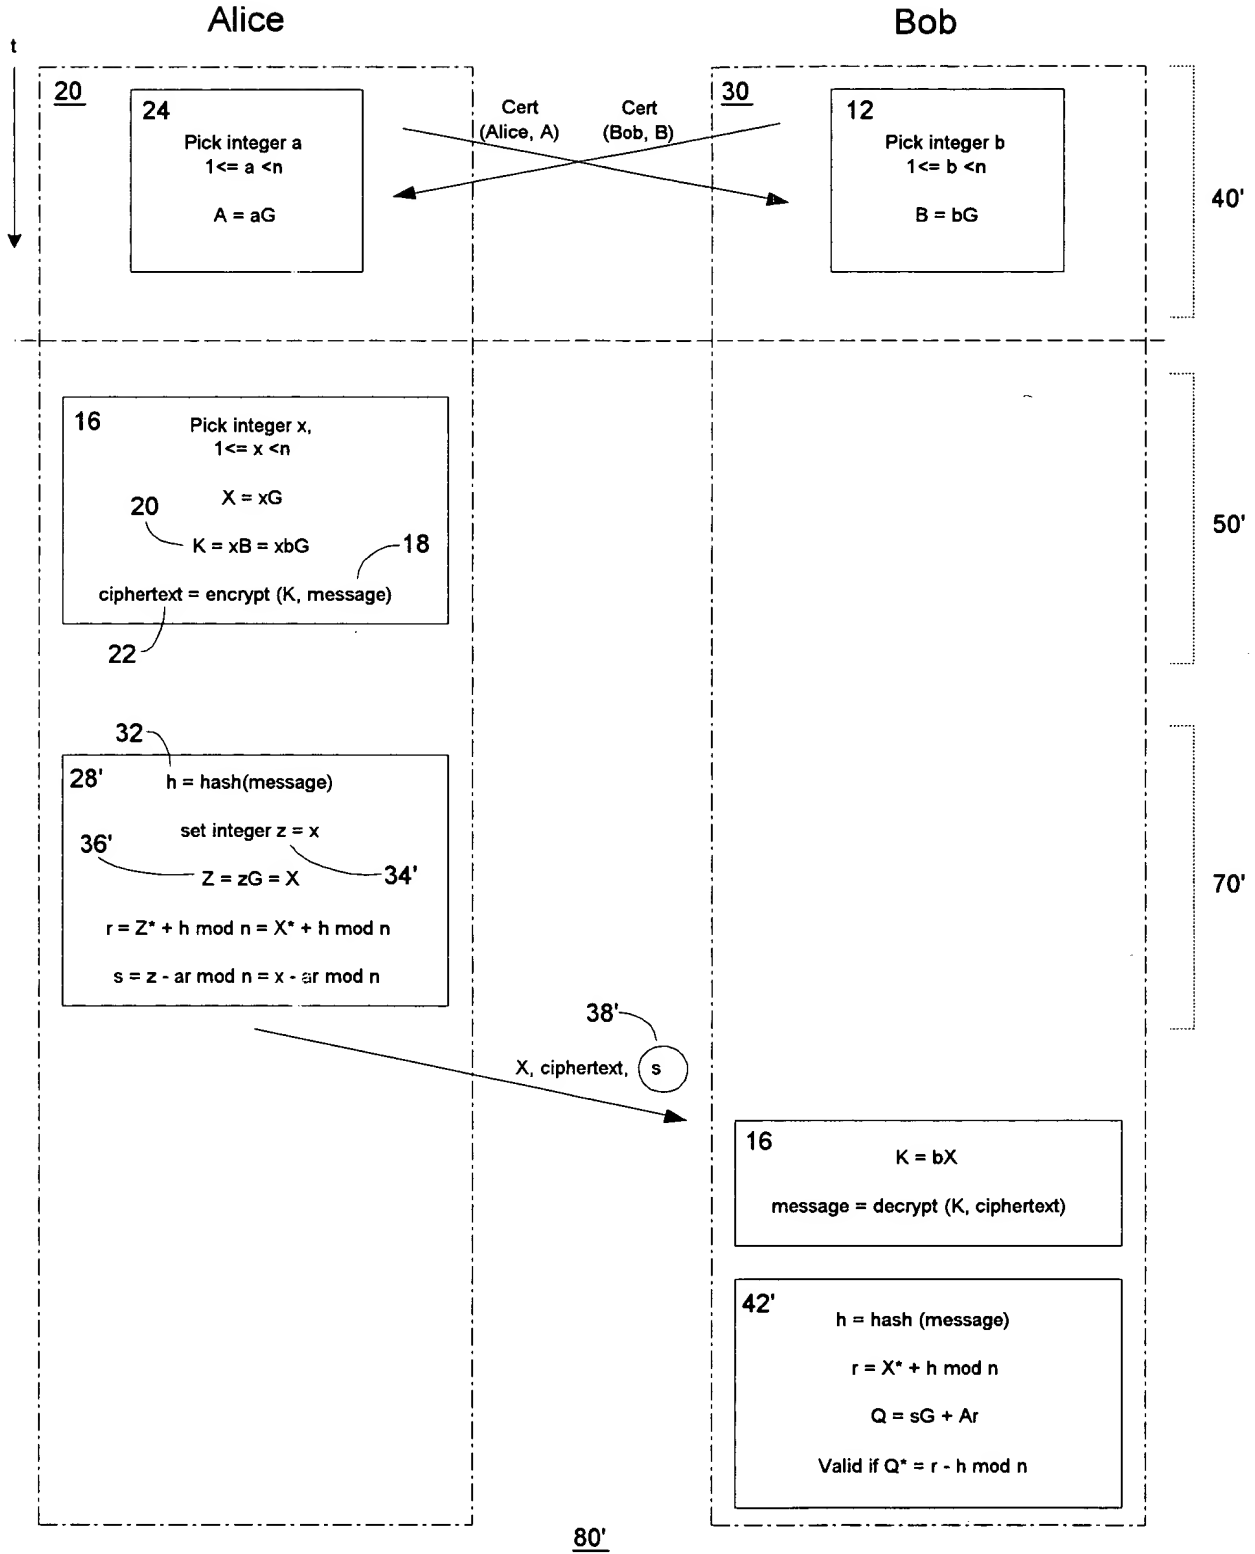 Alice
Bob
t
20
24
Pick integer a
1<= a <n
A = aG
Cert
(Alice, A)
Cert
(Bob, B)
30
12
Pick integer b
1<= b <n
B = bG
40'
16
Pick integer x,
1<= x <n
X = xG
20
K = xB = xbG
18
ciphertext = encrypt (K, message)
22
50'
32
28'
h = hash(message)
set integer z = x
36'
34'
Z = zG = X
r = Z* + h mod n = X* + h mod n
s = z - ar mod n = x - ar mod n
70'
38'
X, ciphertext, s
16
K = bX
message = decrypt (K, ciphertext)
42'
h = hash (message)
r = X* + h mod n
Q = sG + Ar
Valid if Q* = r - h mod n
80'